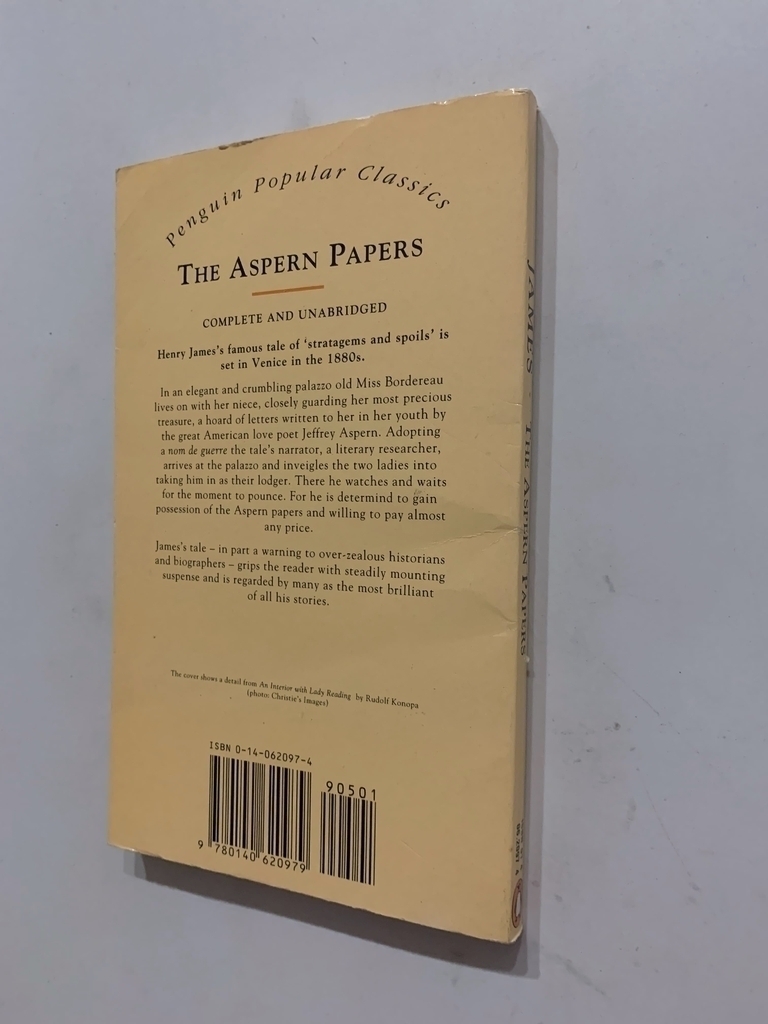 Penguin Popular Classics
THE ASPERN PAPERS
COMPLETE AND UNABRIDGED
Henry James's famous tale of 'stratagems and spoils' is
set in Venice in the 1880s.
In an elegant and crumbling palazzo old Miss Bordereau
lives on with her niece, closely guarding her most precious
treasure, a hoard of letters written to her in her youth by
the great American love poet Jeffrey Aspern. Adopting
a nom de guerre the tale's narrator, a literary researcher,
arrives at the palazzo and inveigles the two ladies into
taking him in as their lodger. There he watches and waits
for the moment to pounce. For he is determind to gain
possession of the Aspern papers and willing to pay almost
any price.
James's tale – in part a warning to over-zealous historians
and biographers – grips the reader with steadily mounting
suspense and is regarded by many as the most brilliant
of all his stories.
The cover shows a detail from An Interior with Lady Reading by Rudolf Konopa
(photo: Christie's Images)
ISBN 0-14-062097-4
90501
9 780140 620979
JAMES THE ASPERN PAPERS